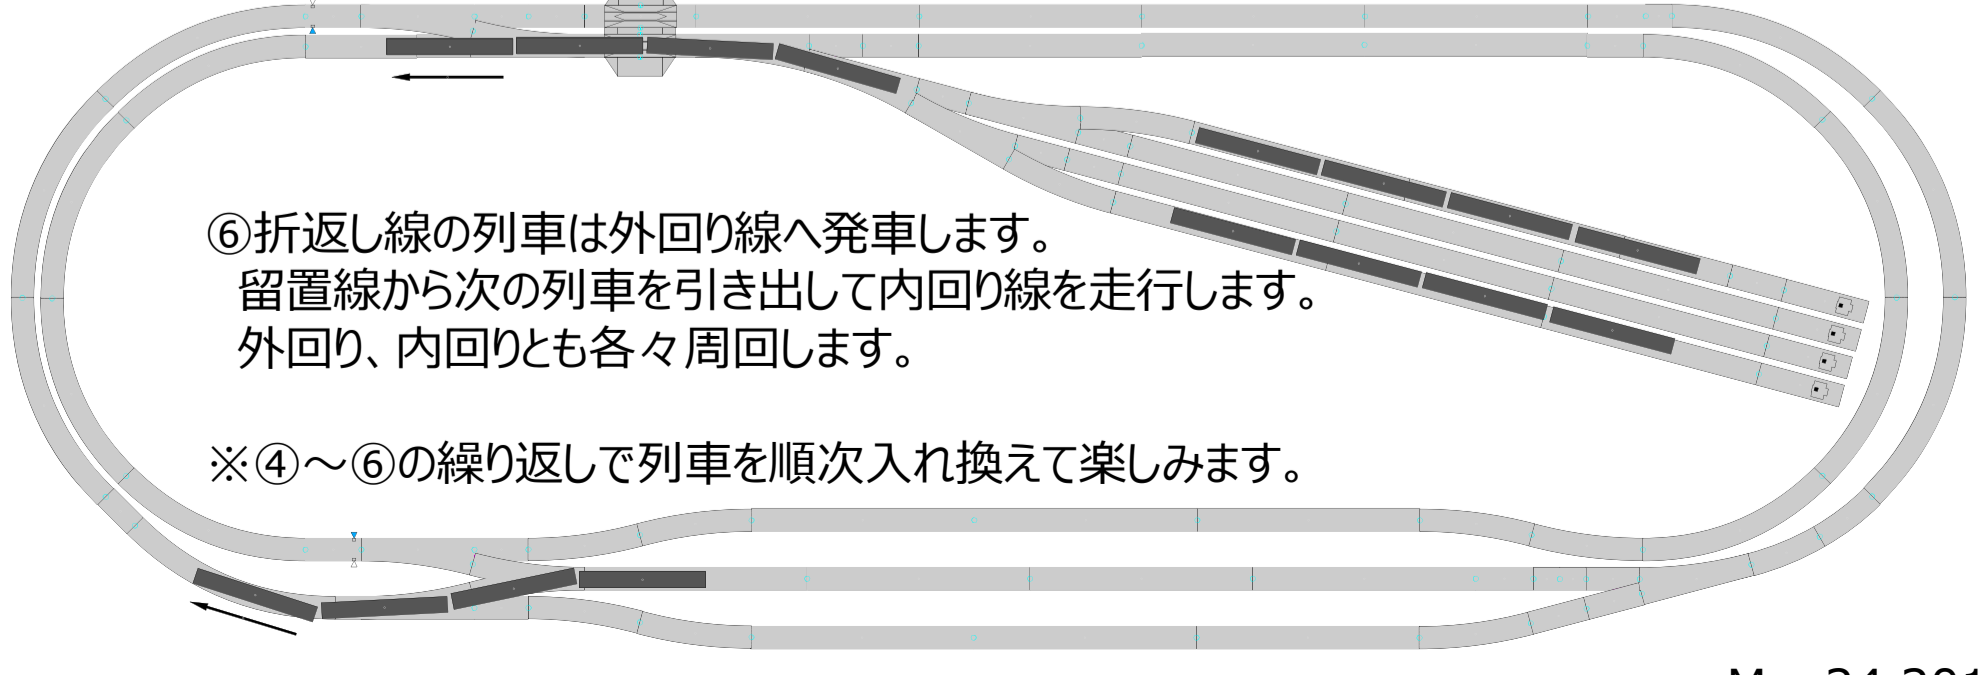 ⑥折返し線の列車は外回り線へ発車します。
留置線から次の列車を引き出して内回り線を走行します。
外回り、内回りとも各々周回します。
※④～⑥の繰り返しで列車を順次入れ換えて楽しみます。